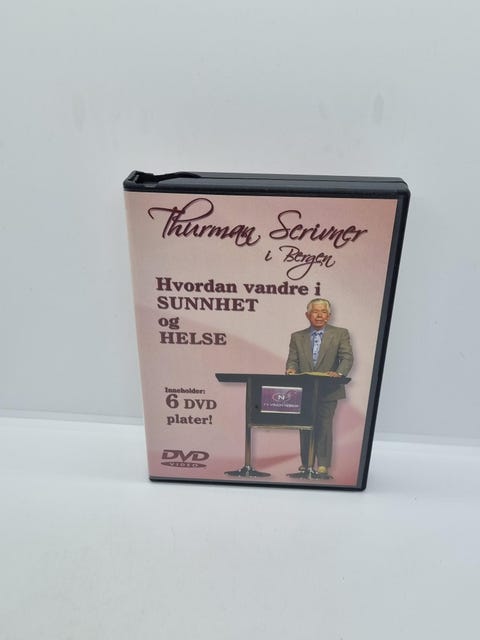 Thurman Scrivner
i Bergen
Hvordan vandre i
SUNNHET
og
HELSE
Inneholder:
6 DVD
plater!
N
DVD
VIDEO